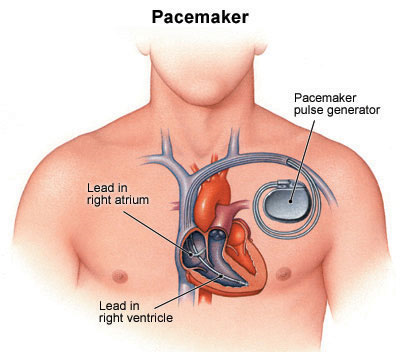 Pacemaker
Pacemaker
pulse generator
Lead in
right atrium
Lead in
right ventricle